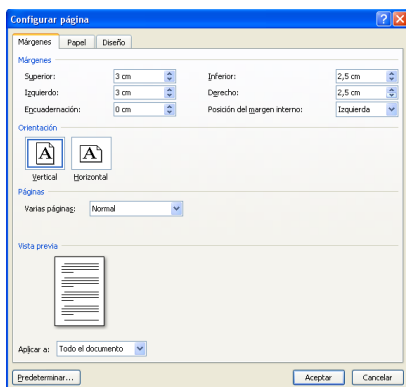 Configurar página
Márgenes Papel Diseño
Márgenes
Superior: 3 cm Inferior: 2,5 cm
Izquierdo: 3 cm Derecho: 2,5 cm
Encuadernación: 0 cm Posición del margen interno: Izquierda
Orientación
A A
Vertical Horizontal
Páginas
Varias páginas: Normal
Vista previa
Aplicar a: Todo el documento
Predeterminar... Aceptar Cancelar